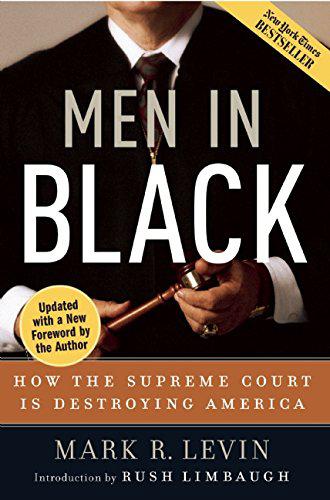 New York Times
BESTSELLER
MEN IN
BLACK
Updated
with a New
Foreword by
the Author
HOW THE SUPREME COURT
IS DESTROYING AMERICA
MARK R. LEVIN
Introduction by RUSH LIMBAUGH